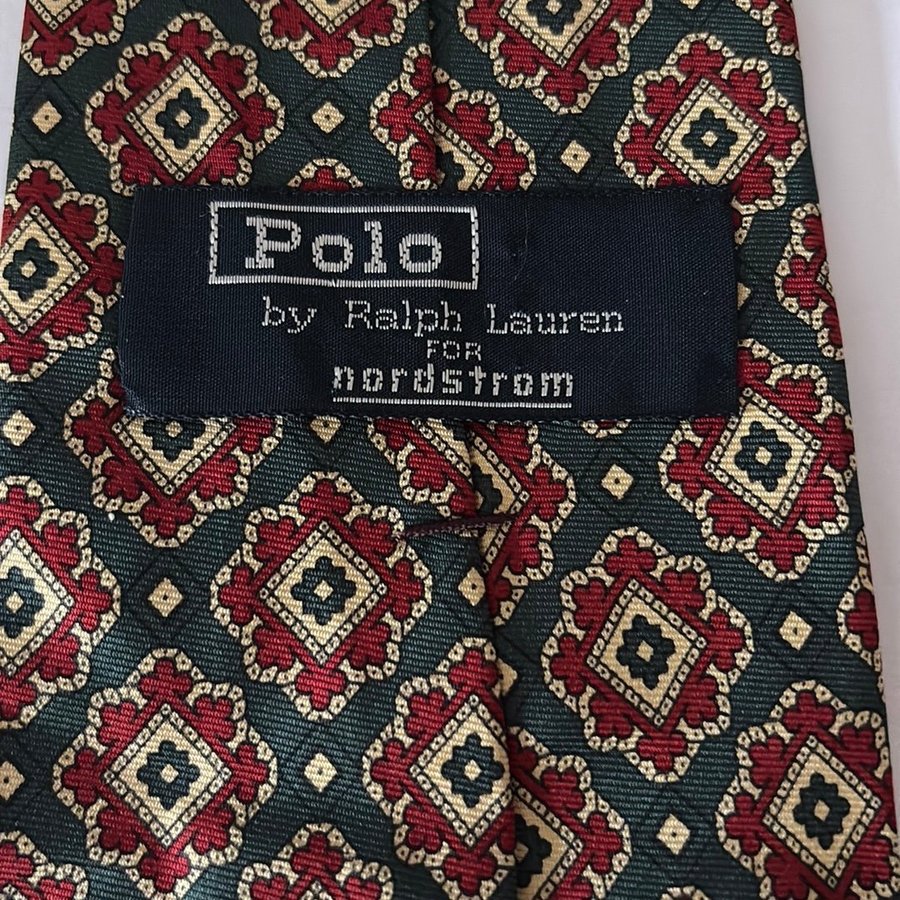 Polo
by Ralph Lauren
FOR
nordstrom